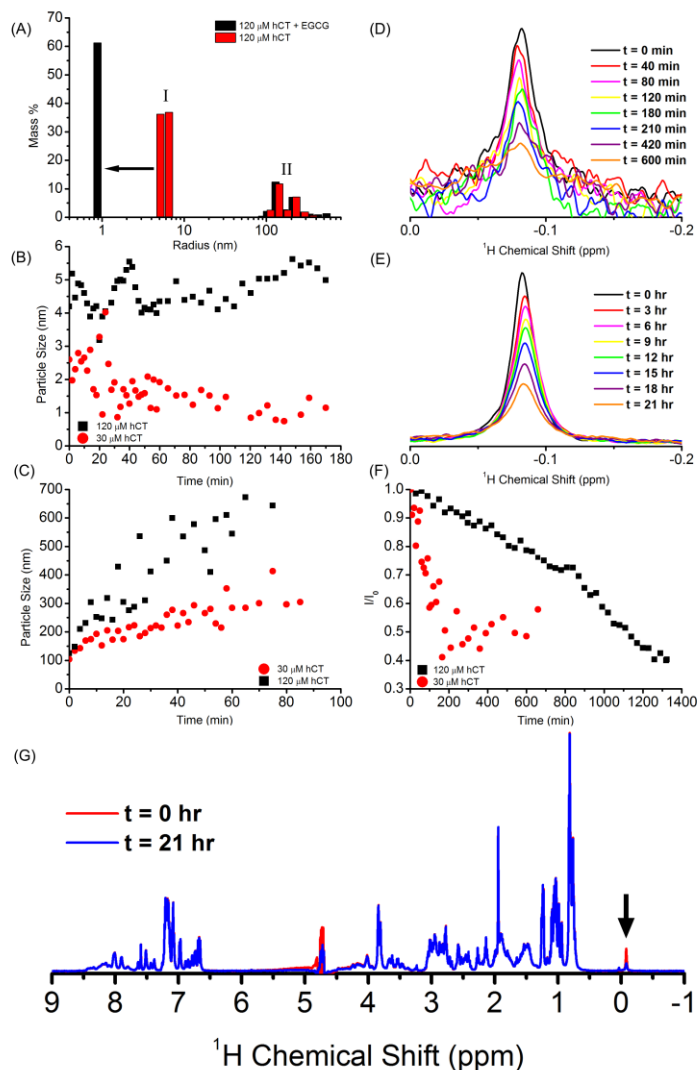 (A)
120 μM hCT + EGCG
120 μM hCT
70
60
50
40
30
20
10
0
Mass %
I
II
1
10
100
Radius (nm)
(B)
6
5
4
3
2
1
0
Particle Size (nm)
120 μM hCT
30 μM hCT
0 20 40 60 80 100 120 140 160 180
Time (min)
(C)
700
600
500
400
300
200
100
0
Particle Size (nm)
30 μM hCT
120 μM hCT
0 20 40 60 80 100
Time (min)
(D)
t = 0 min
t = 40 min
t = 80 min
t = 120 min
t = 180 min
t = 210 min
t = 420 min
t = 600 min
0.0 -0.1 -0.2
¹H Chemical Shift (ppm)
(E)
t = 0 hr
t = 3 hr
t = 6 hr
t = 9 hr
t = 12 hr
t = 15 hr
t = 18 hr
t = 21 hr
0.0 -0.1 -0.2
¹H Chemical Shift (ppm)
(F)
1.0
0.9
0.8
0.7
0.6
0.5
0.4
0.3
I/I₀
120 μM hCT
30 μM hCT
0 200 400 600 800 1000 1200 1400
Time (min)
(G)
t = 0 hr
t = 21 hr
9 8 7 6 5 4 3 2 1 0
¹H Chemical Shift (ppm)